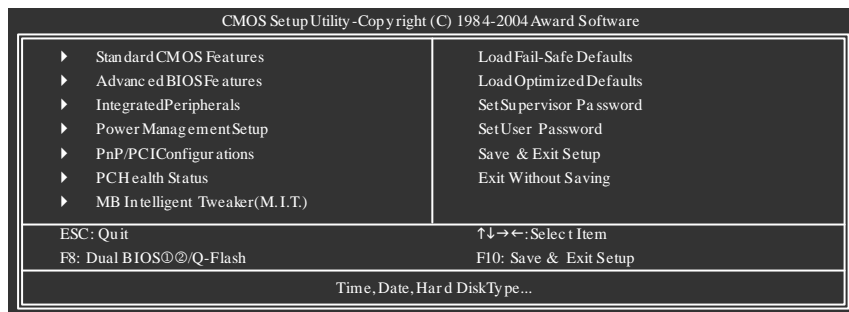 CMOS Setup Utility-Copyright (C) 1984-2004 Award Software
Standard CMOS Features
Advanced BIOS Features
Integrated Peripherals
Power Management Setup
PnP/PCI Configurations
PC Health Status
MB Intelligent Tweaker(M.I.T.)
Load Fail-Safe Defaults
Load Optimized Defaults
Set Supervisor Password
Set User Password
Save & Exit Setup
Exit Without Saving
ESC: Quit
↑↓→←: Select Item
F8: Dual BIOS①②/Q-Flash
F10: Save & Exit Setup
Time, Date, Hard Disk Type...